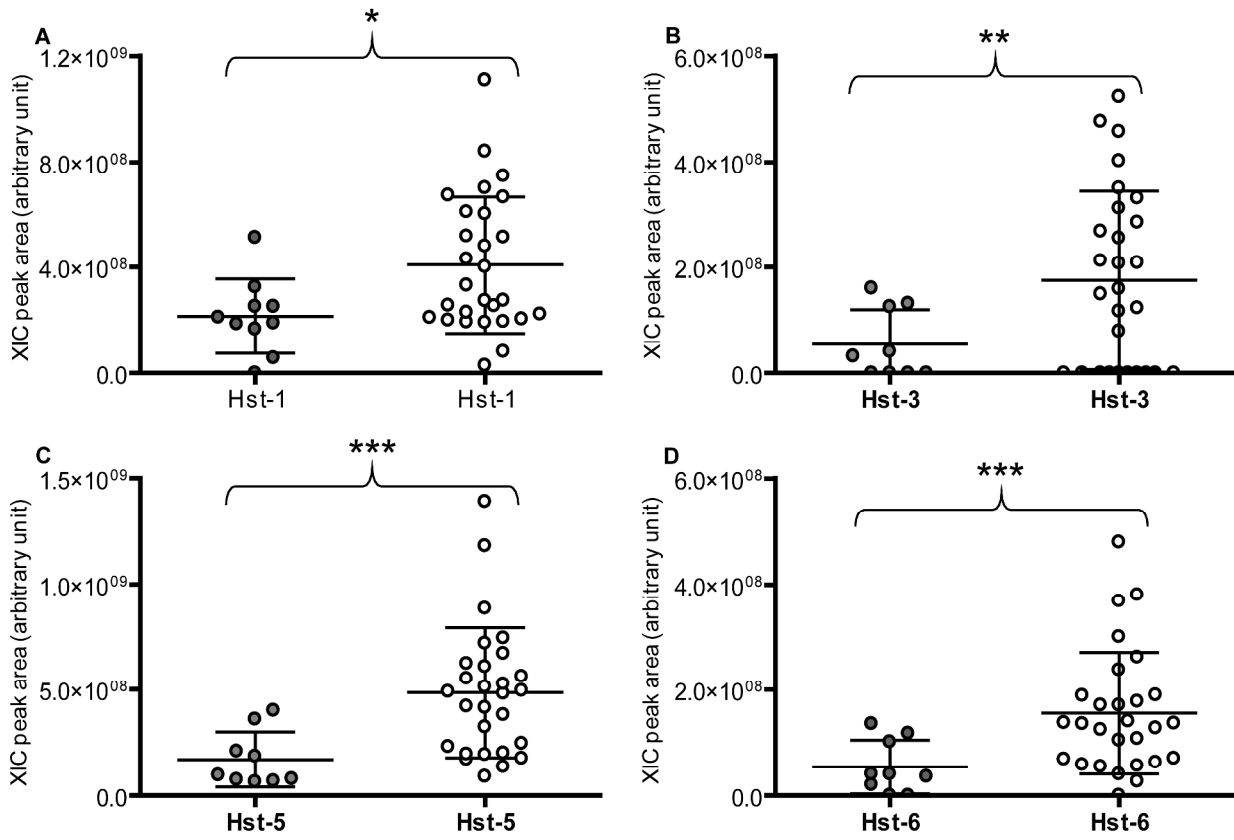 A
*
XIC peak area (arbitrary unit)
1.2×10⁰⁹
8.0×10⁰⁸
4.0×10⁰⁸
0.0
Hst-1
Hst-1
B
**
XIC peak area (arbitrary unit)
6.0×10⁰⁸
4.0×10⁰⁸
2.0×10⁰⁸
0.0
Hst-3
Hst-3
C
***
XIC peak area (arbitrary unit)
1.5×10⁰⁹
1.0×10⁰⁹
5.0×10⁰⁸
0.0
Hst-5
Hst-5
D
***
XIC peak area (arbitrary unit)
6.0×10⁰⁸
4.0×10⁰⁸
2.0×10⁰⁸
0.0
Hst-6
Hst-6